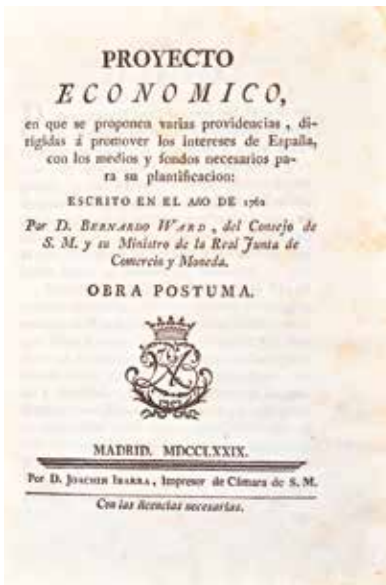 PROYECTO
ECONOMICO,
en que se proponen varias providencias, di-
rigidas á promover los intereses de España,
con los medios y fondos necesarios pa-
ra su plantificacion:
ESCRITO EN EL AÑO DE 1762
Por D. BERNARDO WARD, del Consejo de
S. M. y su Ministro de la Real Junta de
Comercio y Moneda.
OBRA POSTUMA.
MADRID. MDCCLXXIX.
Por D. JOACHIN IBARRA, Impresor de Cámara de S. M.
Con las licencias necesarias.